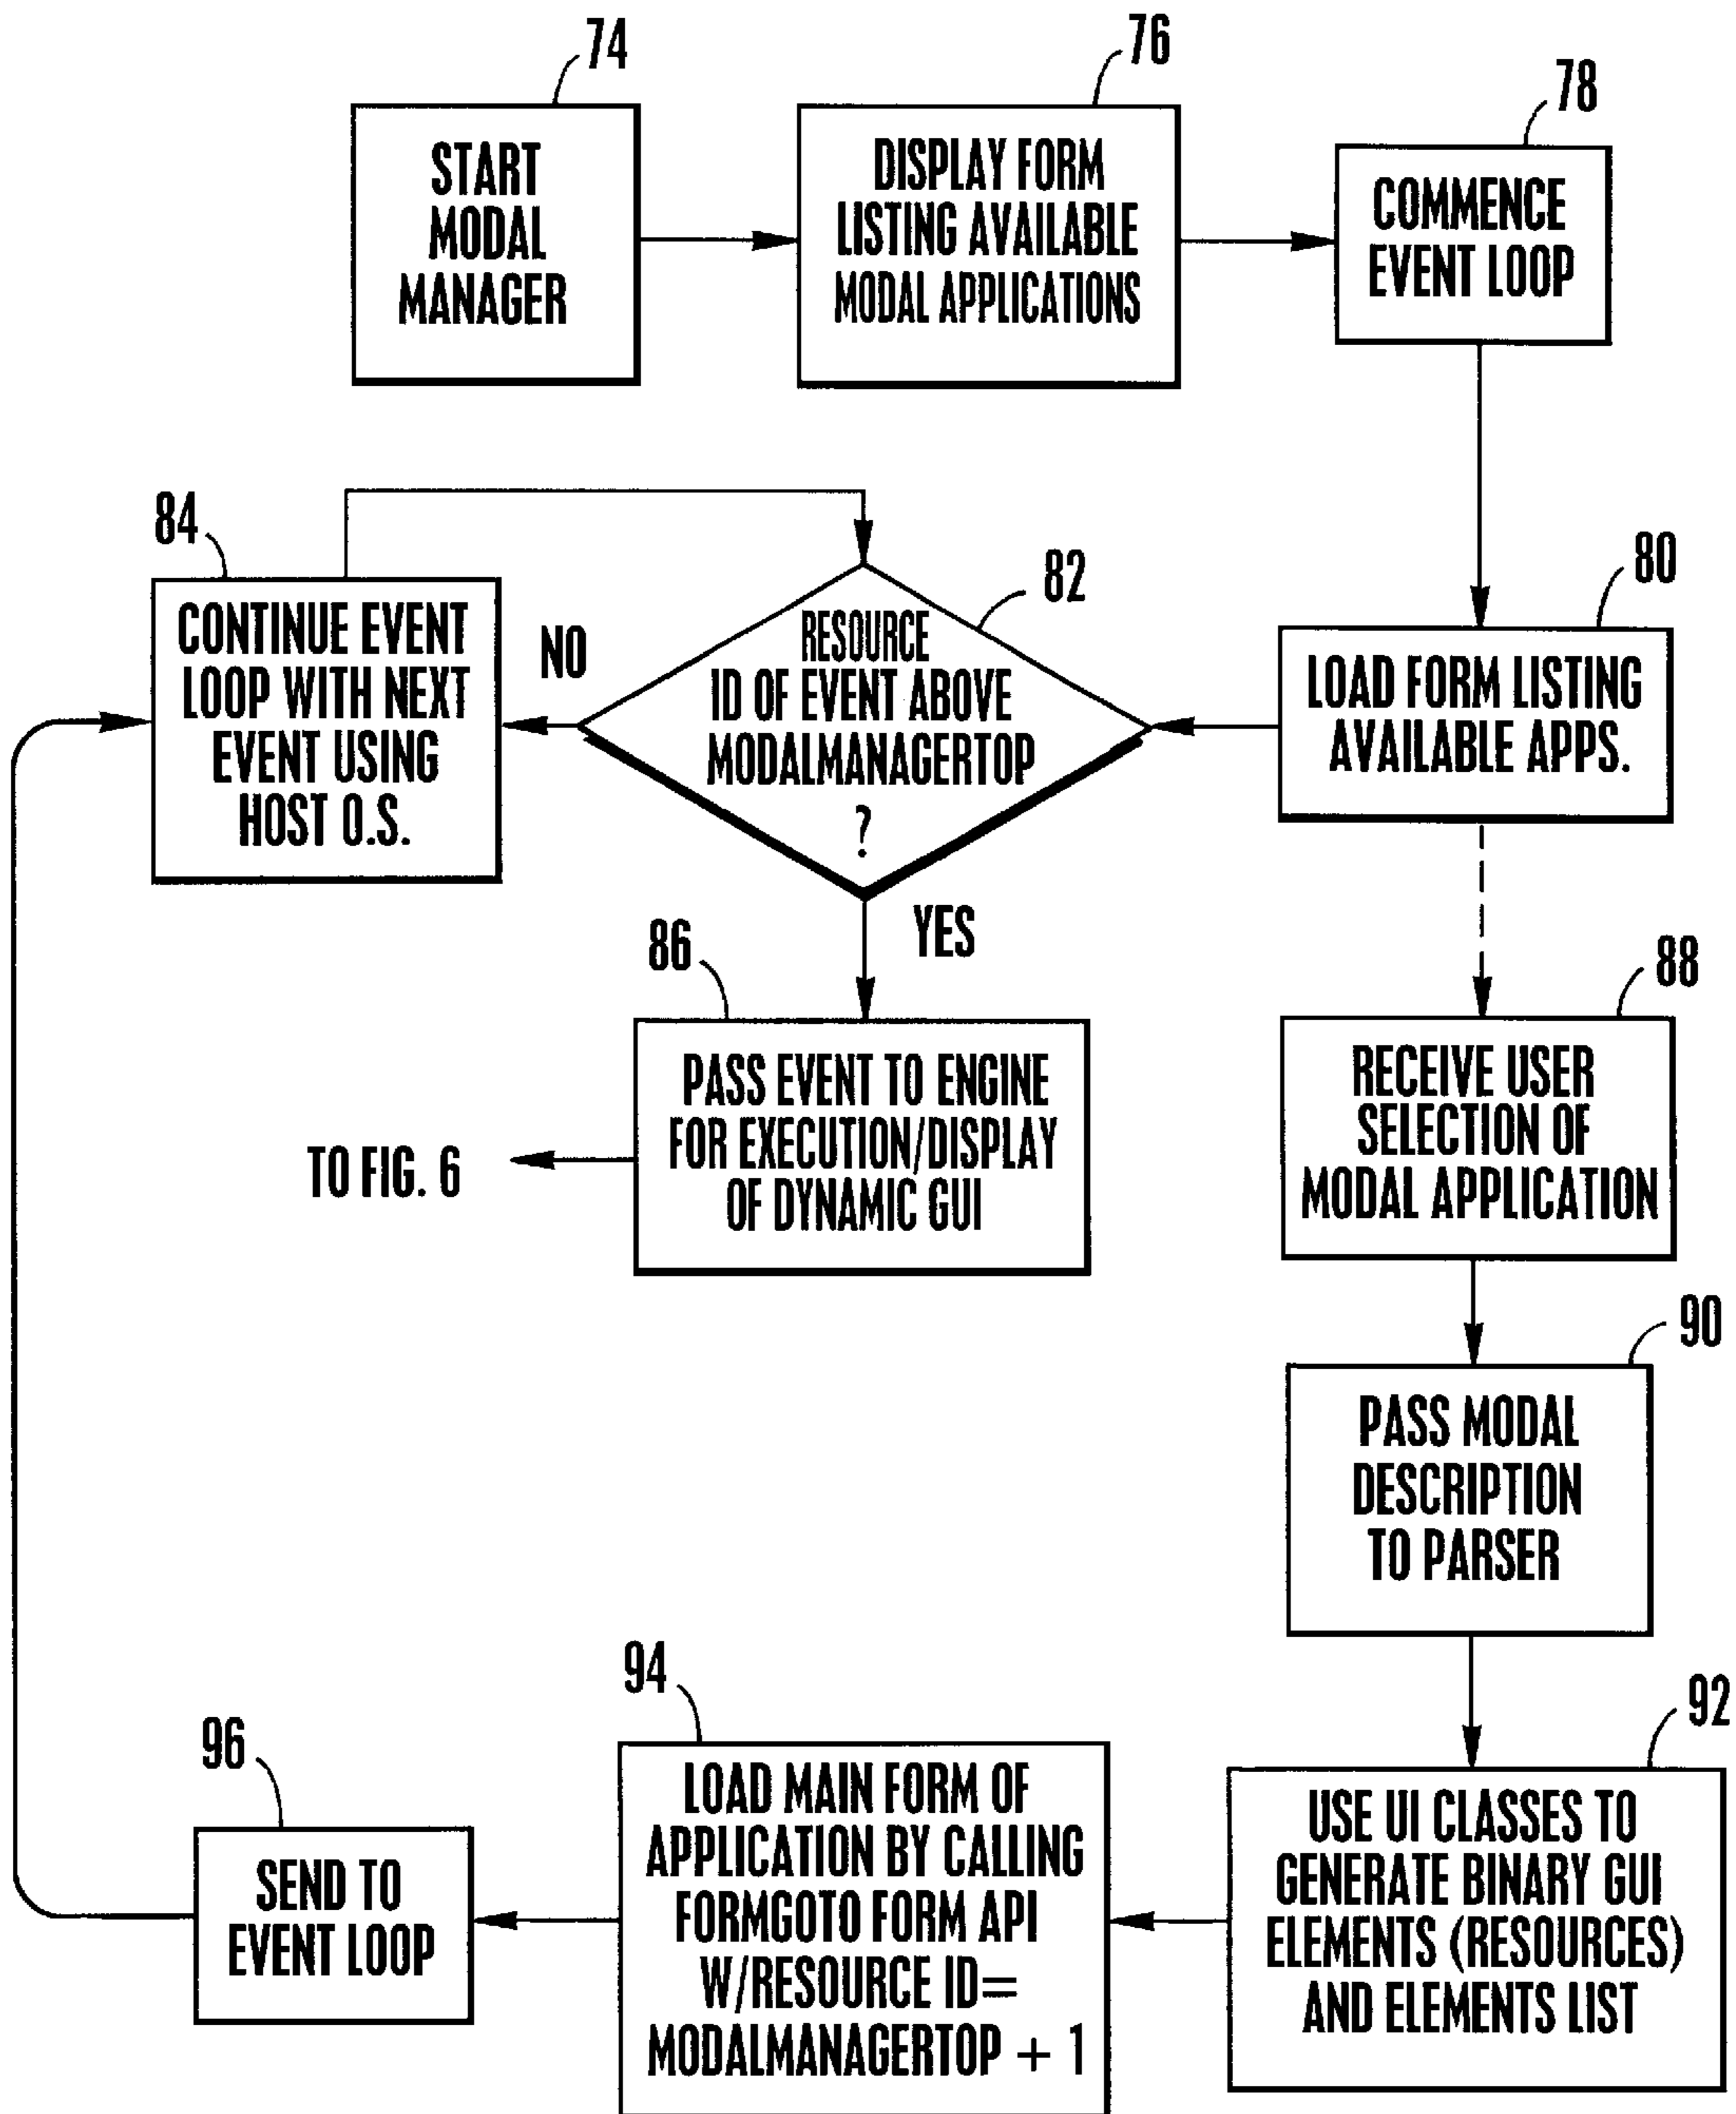 74
START
MODAL
MANAGER
76
DISPLAY FORM
LISTING AVAILABLE
MODAL APPLICATIONS
78
COMMENCE
EVENT LOOP
84
CONTINUE EVENT
LOOP WITH NEXT
EVENT USING
HOST O.S.
NO
82
RESOURCE
ID OF EVENT ABOVE
MODALMANAGERTOP
?
YES
80
LOAD FORM LISTING
AVAILABLE APPS.
86
PASS EVENT TO ENGINE
FOR EXECUTION/DISPLAY
OF DYNAMIC GUI
TO FIG. 6
88
RECEIVE USER
SELECTION OF
MODAL APPLICATION
90
PASS MODAL
DESCRIPTION
TO PARSER
92
USE UI CLASSES TO
GENERATE BINARY GUI
ELEMENTS (RESOURCES)
AND ELEMENTS LIST
94
LOAD MAIN FORM OF
APPLICATION BY CALLING
FORMGOTO FORM API
W/RESOURCE ID=
MODALMANAGERTOP + 1
96
SEND TO
EVENT LOOP